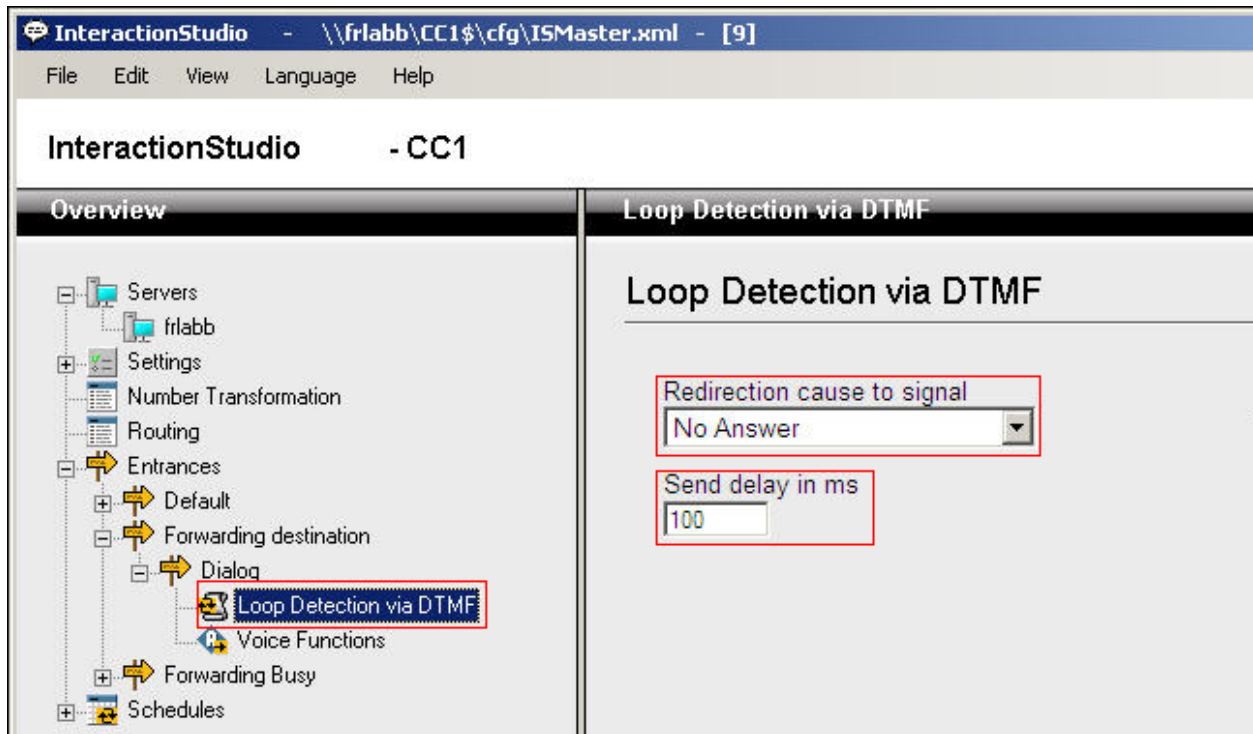 InteractionStudio - \\frlabb\CC1$\cfg\ISMaster.xml - [9]
File Edit View Language Help
InteractionStudio - CC1
Overview
Servers
frlabb
Settings
Number Transformation
Routing
Entrances
Default
Forwarding destination
Dialog
Loop Detection via DTMF
Voice Functions
Forwarding Busy
Schedules
Loop Detection via DTMF
Loop Detection via DTMF
Redirection cause to signal
No Answer
Send delay in ms
100